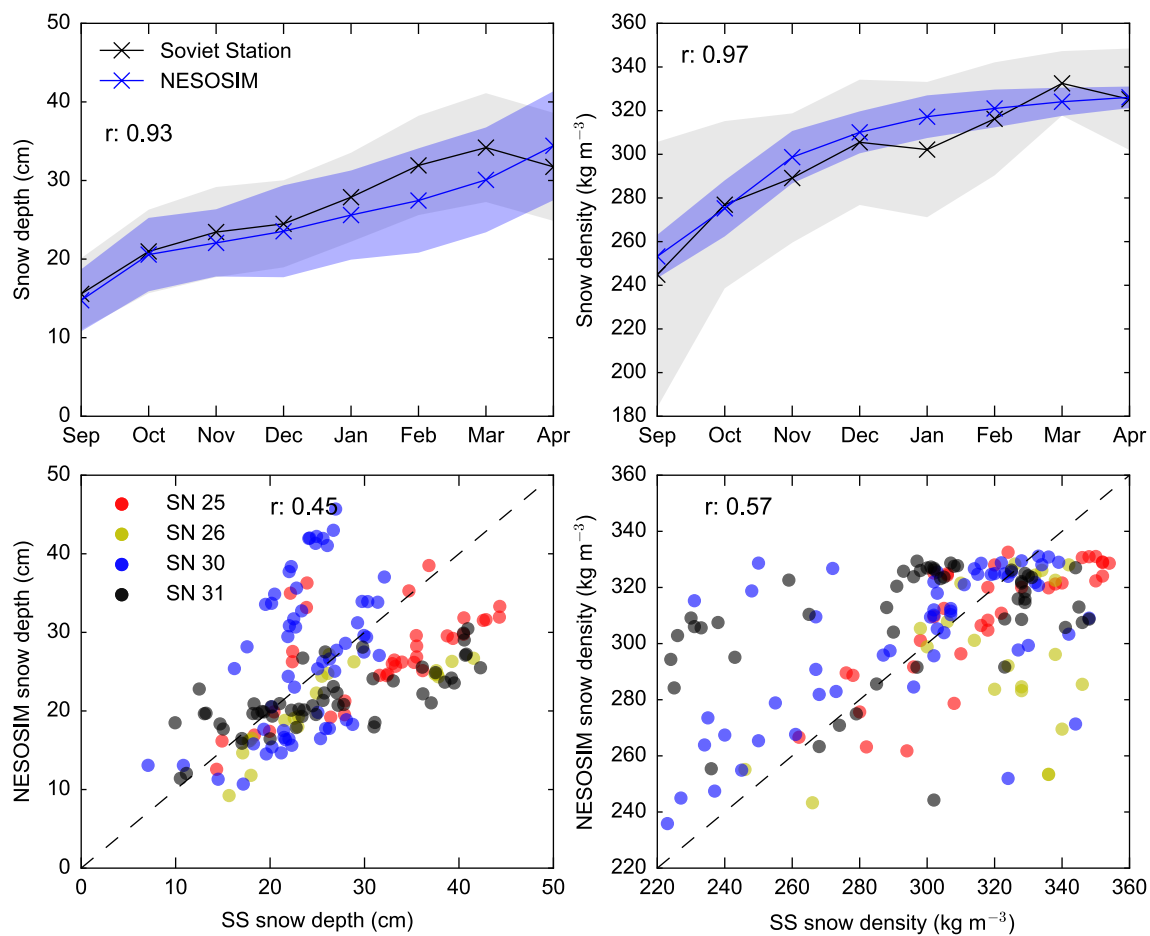 50
40
30
20
10
0
Snow depth (cm)
Soviet Station
NESOSIM
r: 0.93
Sep Oct Nov Dec Jan Feb Mar Apr
360
340
320
300
280
260
240
220
200
180
Snow density (kg m⁻³)
r: 0.97
Sep Oct Nov Dec Jan Feb Mar Apr
50
40
30
20
10
0
NESOSIM snow depth (cm)
SN 25
SN 26
SN 30
SN 31
r: 0.45
0 10 20 30 40 50
SS snow depth (cm)
360
340
320
300
280
260
240
220
NESOSIM snow density (kg m⁻³)
r: 0.57
220 240 260 280 300 320 340 360
SS snow density (kg m⁻³)